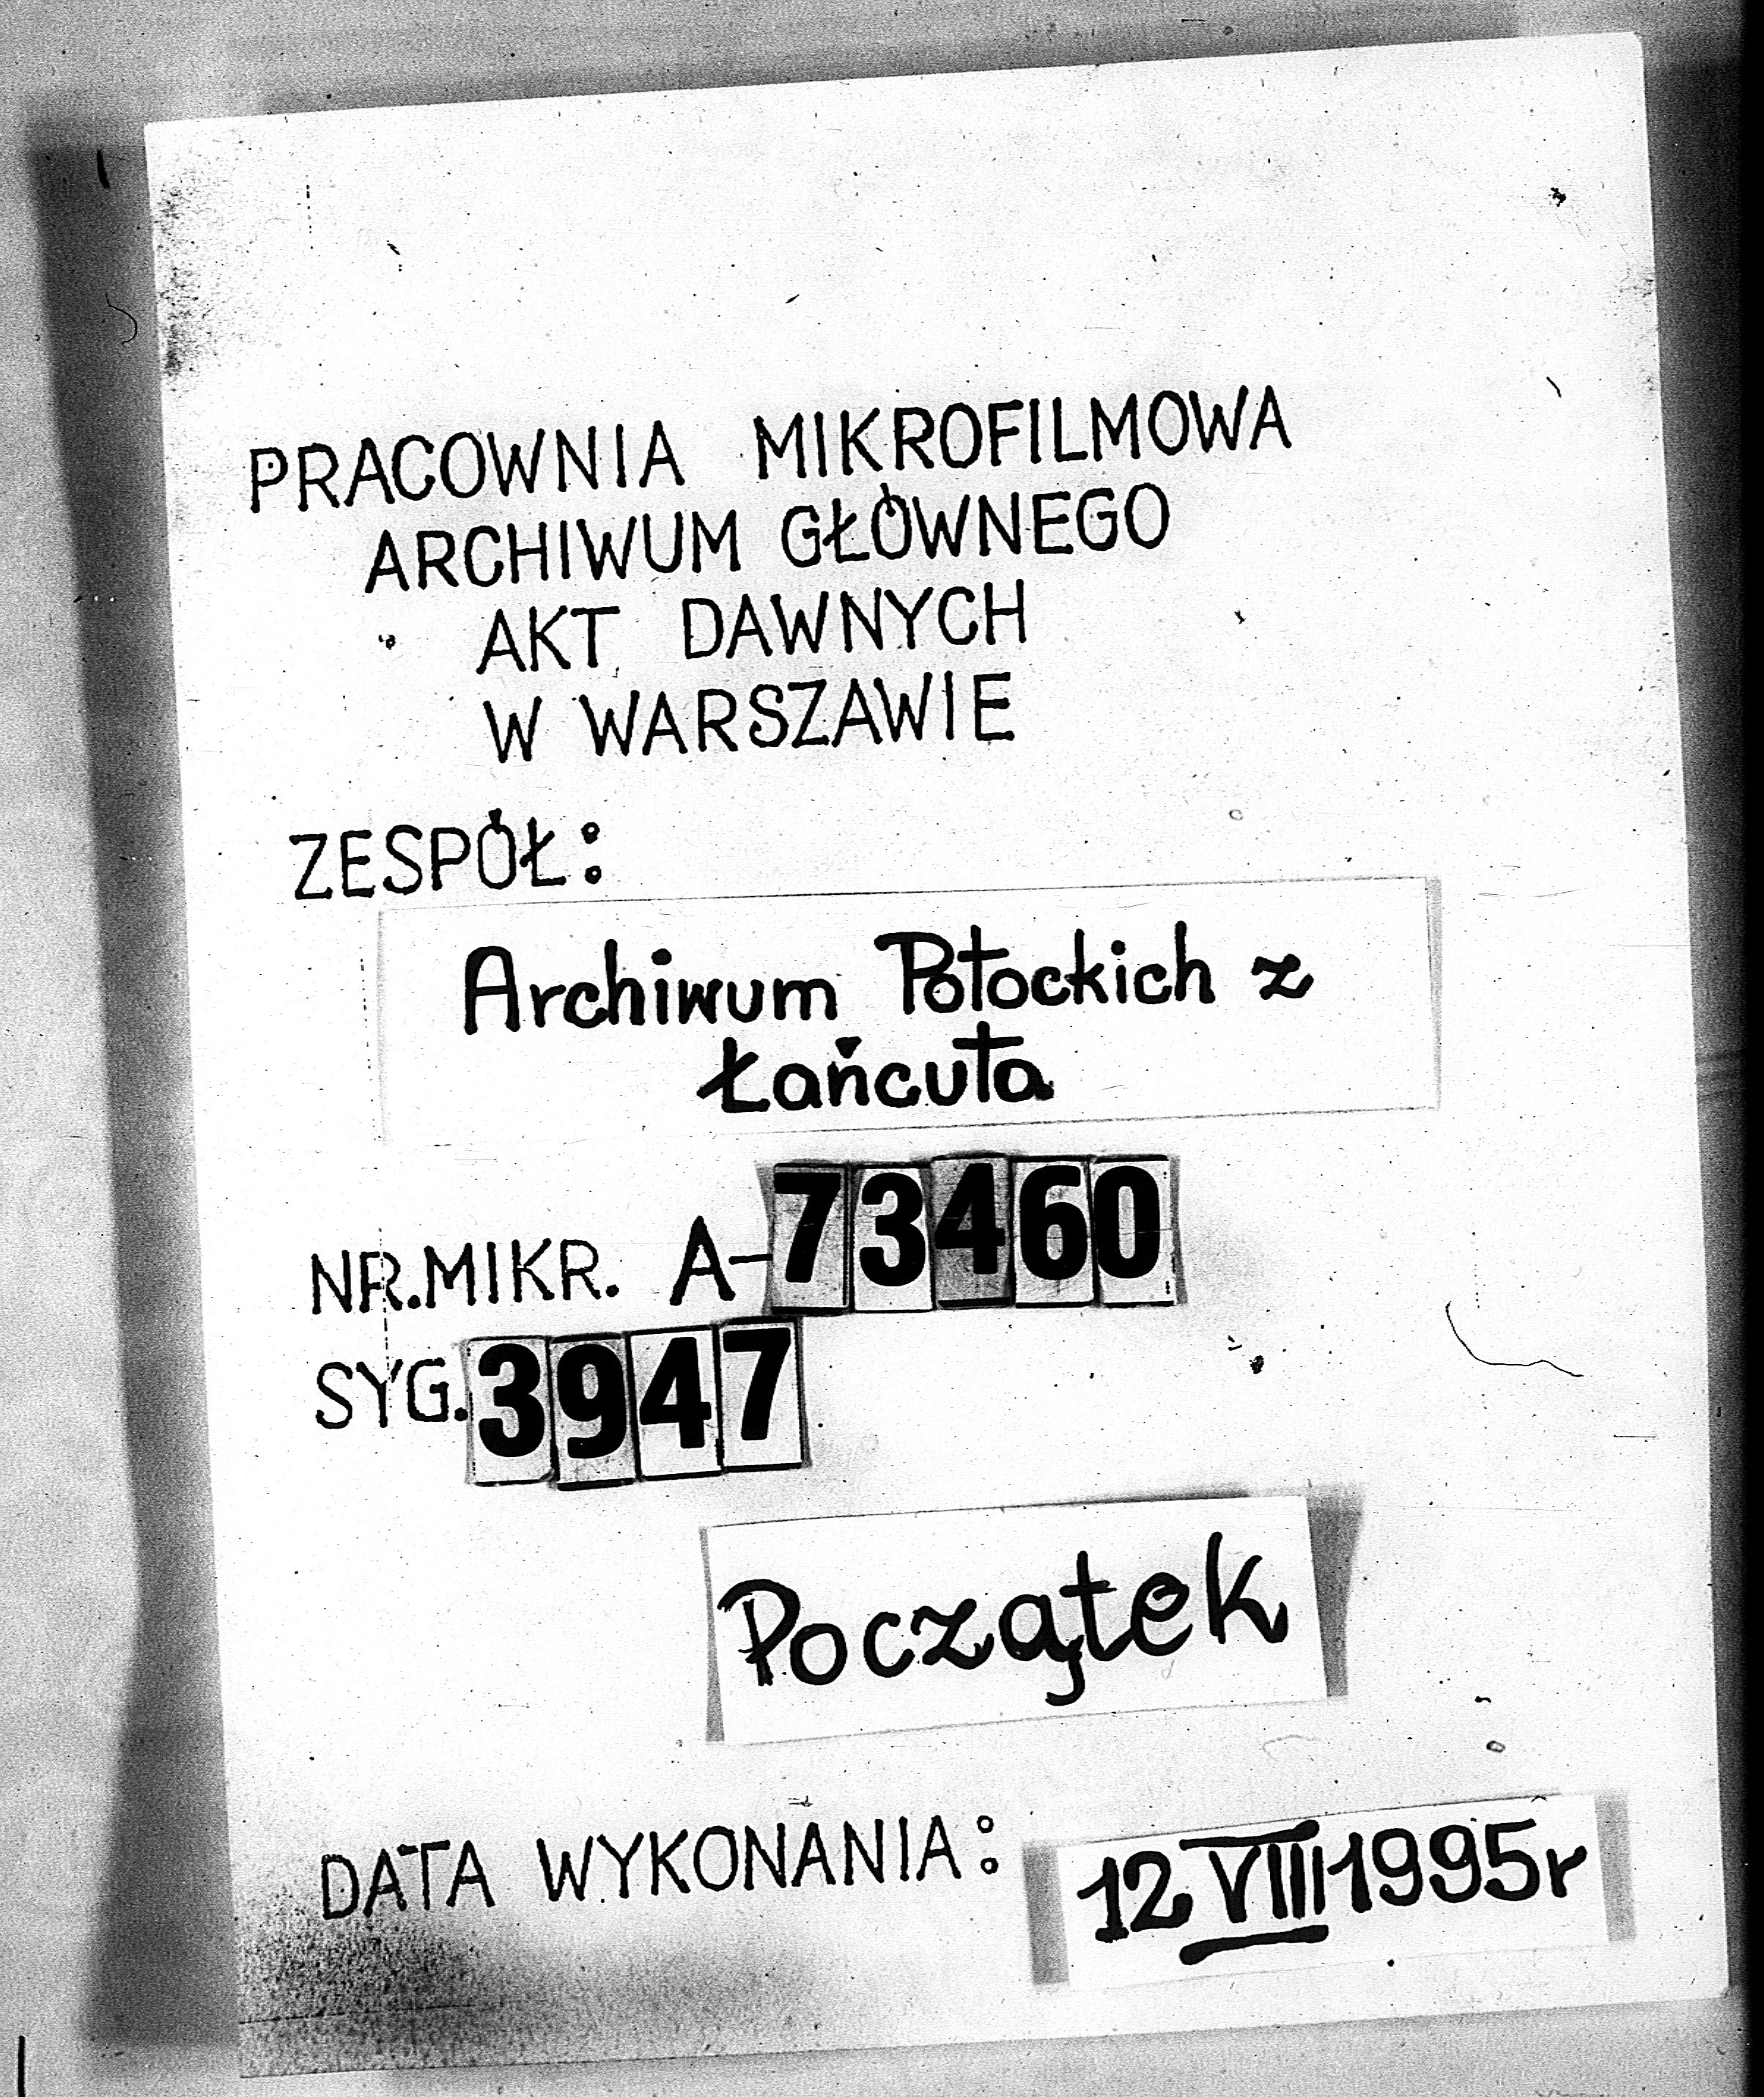 PRACOWNIA MIKROFILMOWA
ARCHIWUM GŁÓWNEGO
AKT DAWNYCH
W WARSZAWIE
ZESPÓŁ:
Archiwum Potockich z
Łańcuta
NR.MIKR. A-73460
SYG. 3947
Początek
DATA WYKONANIA: 12 VIII 1995r